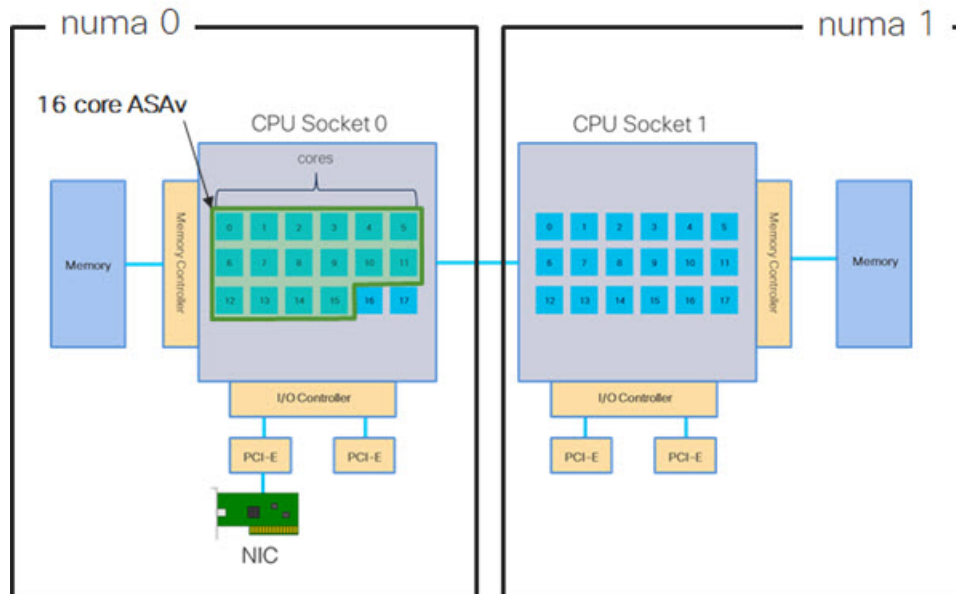 numa 0
numa 1
16 core ASAv
CPU Socket 0
CPU Socket 1
cores
Memory
Memory Controller
0 1 2 3 4 5
6 7 8 9 10 11
12 13 14 15 16 17
0 1 2 3 4 5
6 7 8 9 10 11
12 13 14 15 16 17
Memory Controller
Memory
I/O Controller
I/O Controller
PCI-E
PCI-E
PCI-E
PCI-E
NIC